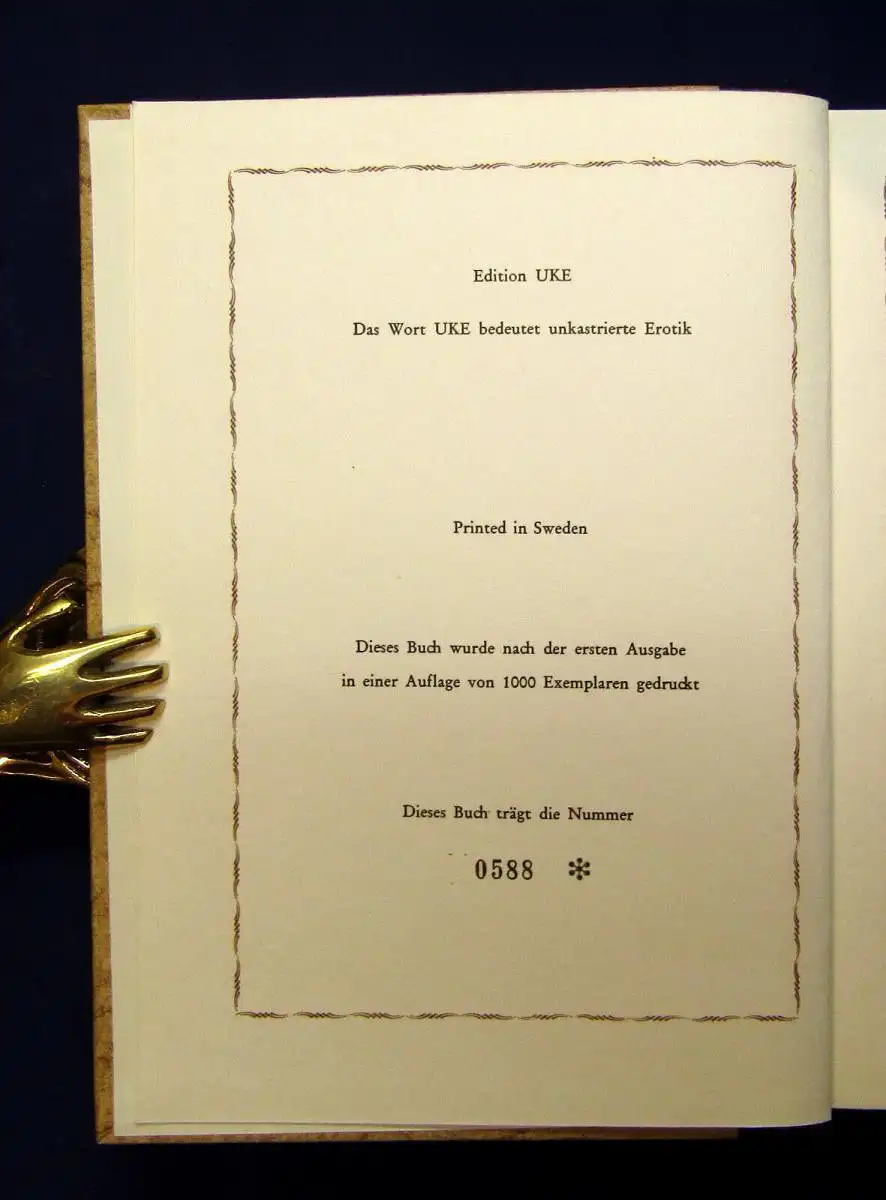 Edition UKE
Das Wort UKE bedeutet unkastrierte Erotik
Printed in Sweden
Dieses Buch wurde nach der ersten Ausgabe
in einer Auflage von 1000 Exemplaren gedruckt
Dieses Buch trägt die Nummer
0588 ✻